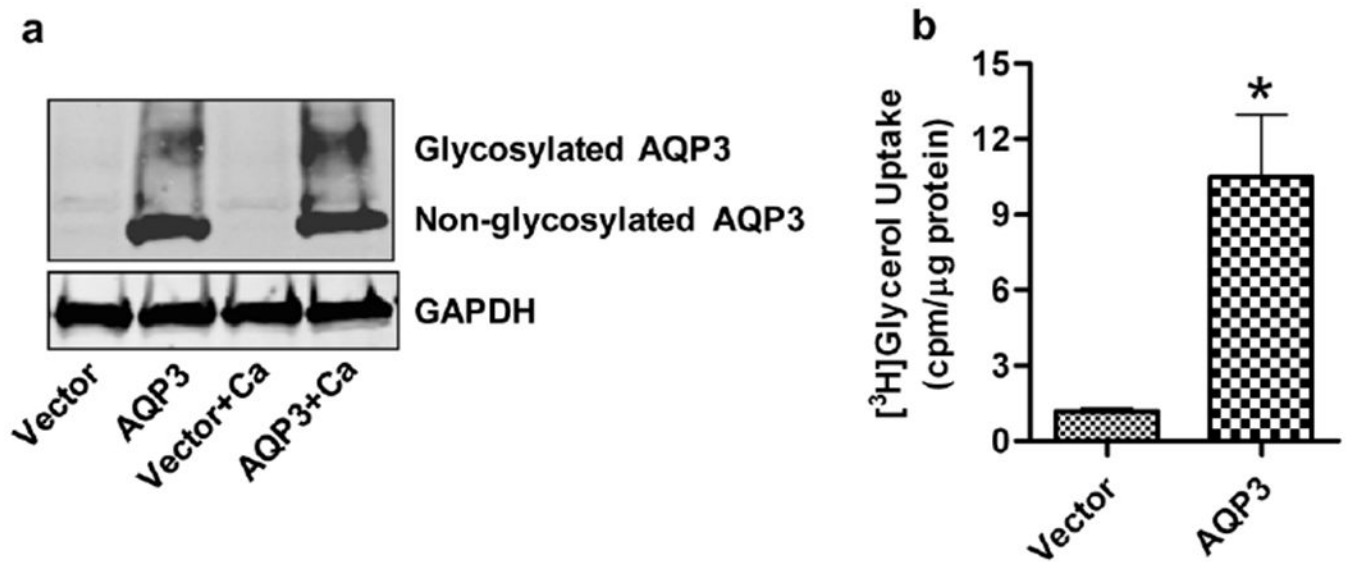 a
Glycosylated AQP3
Non-glycosylated AQP3
GAPDH
Vector
AQP3
Vector+Ca
AQP3+Ca
b
[³H]Glycerol Uptake
(cpm/μg protein)
15
12
9
6
3
0
*
Vector
AQP3